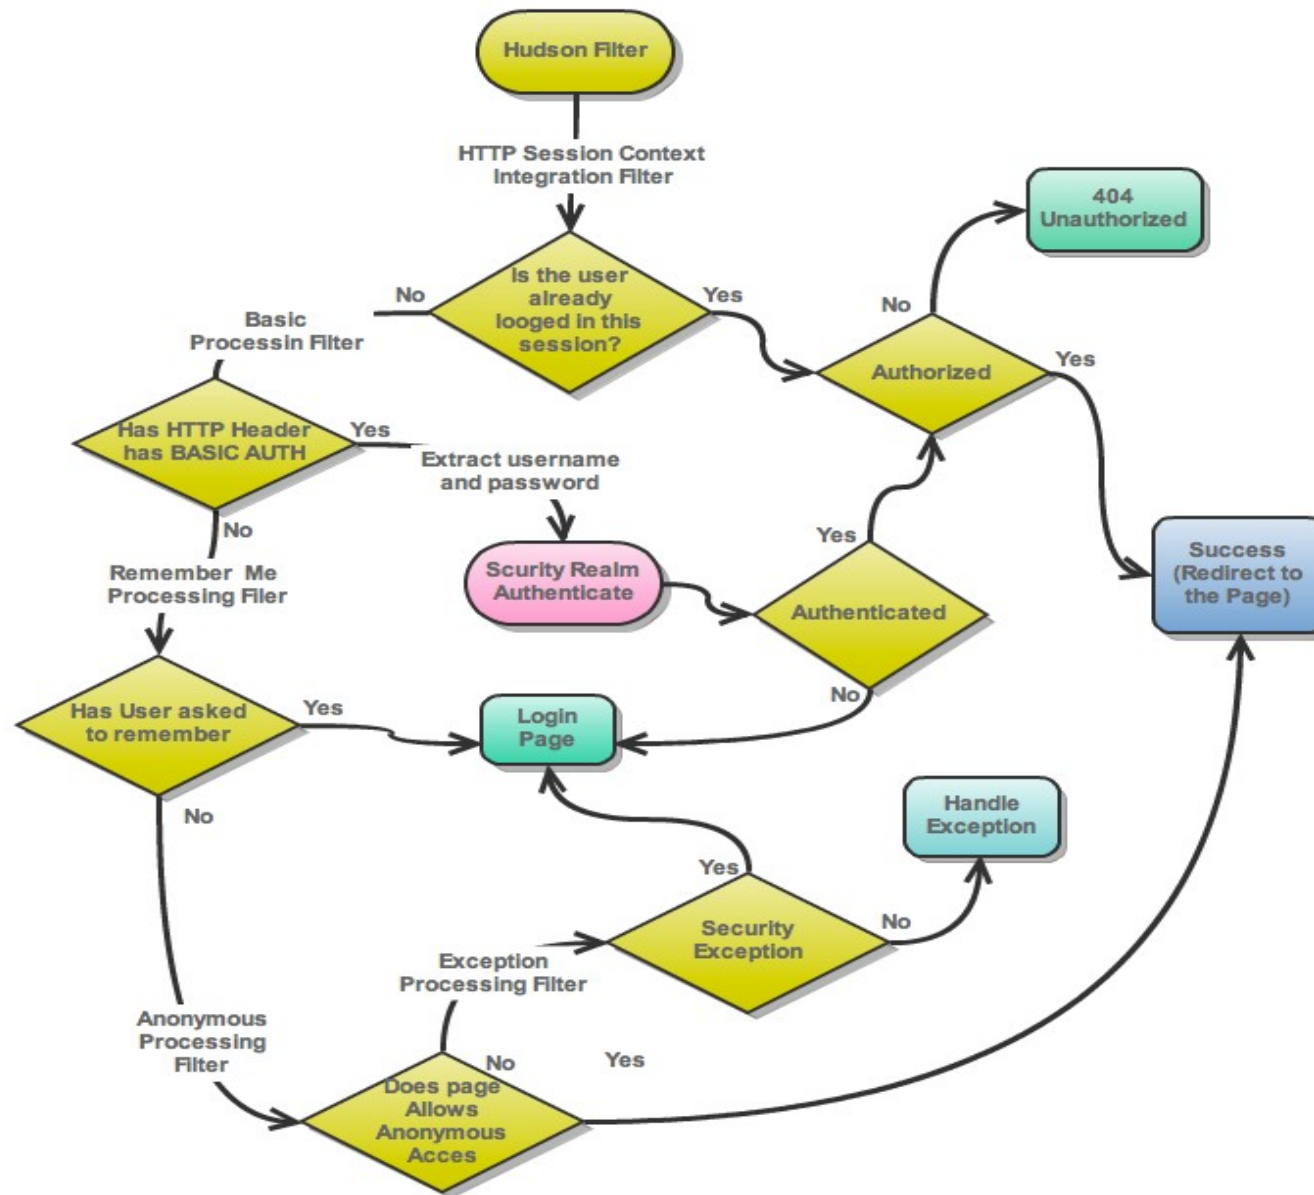 Hudson Filter
HTTP Session Context
Integration Filter
404
Unauthorized
Is the user
already
looged in this
session?
No
Yes
No
Basic
Processin Filter
Authorized
Yes
Has HTTP Header
has BASIC AUTH
Yes
Extract username
and password
No
Yes
Success
(Redirect to
the Page)
Remember Me
Processing Filer
Scurity Realm
Authenticate
Authenticated
No
Has User asked
to remember
Yes
Login
Page
No
Handle
Exception
Yes
Security
Exception
No
Exception
Processing Filter
Anonymous
Processing
Filter
No
Yes
Does page
Allows
Anonymous
Acces